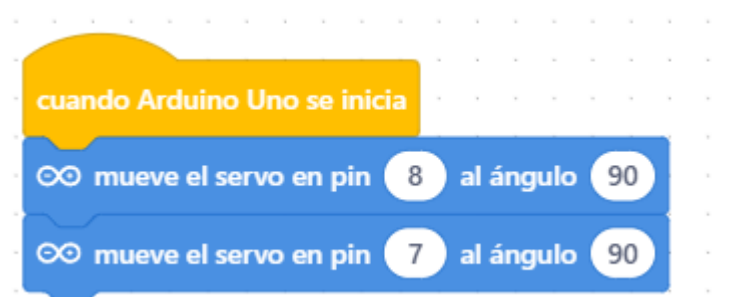 cuando Arduino Uno se inicia
mueve el servo en pin 8 al ángulo 90
mueve el servo en pin 7 al ángulo 90